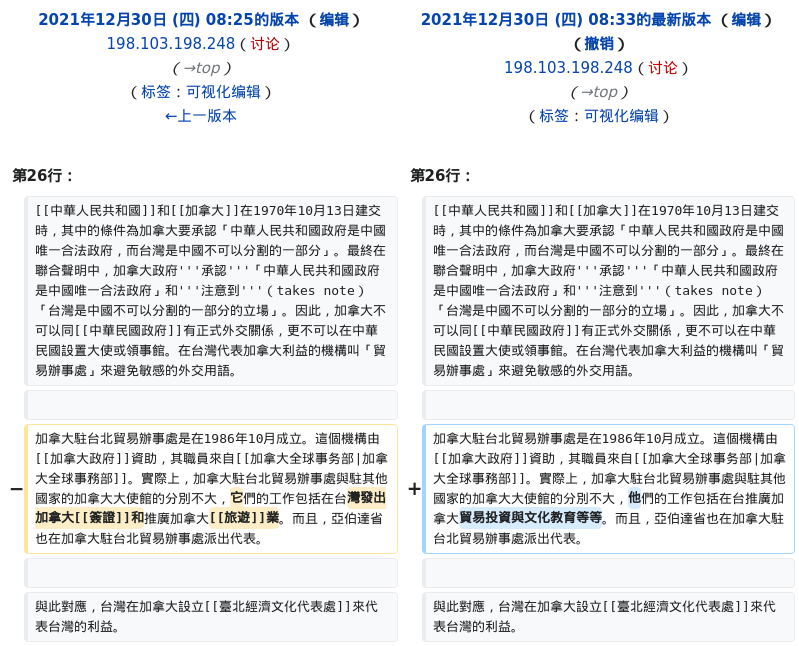 2021年12月30日 (四) 08:25的版本 （编辑）
198.103.198.248（讨论）
（→top）
（标签：可视化编辑）
←上一版本
第26行：
[[中華人民共和國]]和[[加拿大]]在1970年10月13日建交
時，其中的條件為加拿大要承認「中華人民共和國政府是中國
唯一合法政府，而台灣是中國不可以分割的一部分」。最終在
聯合聲明中，加拿大政府'''承認'''「中華人民共和國政府
是中國唯一合法政府」和'''注意到'''（takes note）
「台灣是中國不可以分割的一部分的立場」。因此，加拿大不
可以同[[中華民國政府]]有正式外交關係，更不可以在中華
民國設置大使或領事館。在台灣代表加拿大利益的機構叫「貿
易辦事處」來避免敏感的外交用語。
−
加拿大駐台北貿易辦事處是在1986年10月成立。這個機構由
[[加拿大政府]]資助，其職員來自[[加拿大全球事务部|加拿
大全球事務部]]。實際上，加拿大駐台北貿易辦事處與駐其他
國家的加拿大大使館的分別不大，它們的工作包括在台灣發出
加拿大[[簽證]]和推廣加拿大[[旅遊]]業。而且，亞伯達省
也在加拿大駐台北貿易辦事處派出代表。
與此對應，台灣在加拿大設立[[臺北經濟文化代表處]]來代
表台灣的利益。
2021年12月30日 (四) 08:33的最新版本 （编辑）
（撤销）
198.103.198.248（讨论）
（→top）
（标签：可视化编辑）
第26行：
[[中華人民共和國]]和[[加拿大]]在1970年10月13日建交
時，其中的條件為加拿大要承認「中華人民共和國政府是中國
唯一合法政府，而台灣是中國不可以分割的一部分」。最終在
聯合聲明中，加拿大政府'''承認'''「中華人民共和國政府
是中國唯一合法政府」和'''注意到'''（takes note）
「台灣是中國不可以分割的一部分的立場」。因此，加拿大不
可以同[[中華民國政府]]有正式外交關係，更不可以在中華
民國設置大使或領事館。在台灣代表加拿大利益的機構叫「貿
易辦事處」來避免敏感的外交用語。
+
加拿大駐台北貿易辦事處是在1986年10月成立。這個機構由
[[加拿大政府]]資助，其職員來自[[加拿大全球事务部|加拿
大全球事務部]]。實際上，加拿大駐台北貿易辦事處與駐其他
國家的加拿大大使館的分別不大，他們的工作包括在台推廣加
拿大貿易投資與文化教育等等。而且，亞伯達省也在加拿大駐
台北貿易辦事處派出代表。
與此對應，台灣在加拿大設立[[臺北經濟文化代表處]]來代
表台灣的利益。